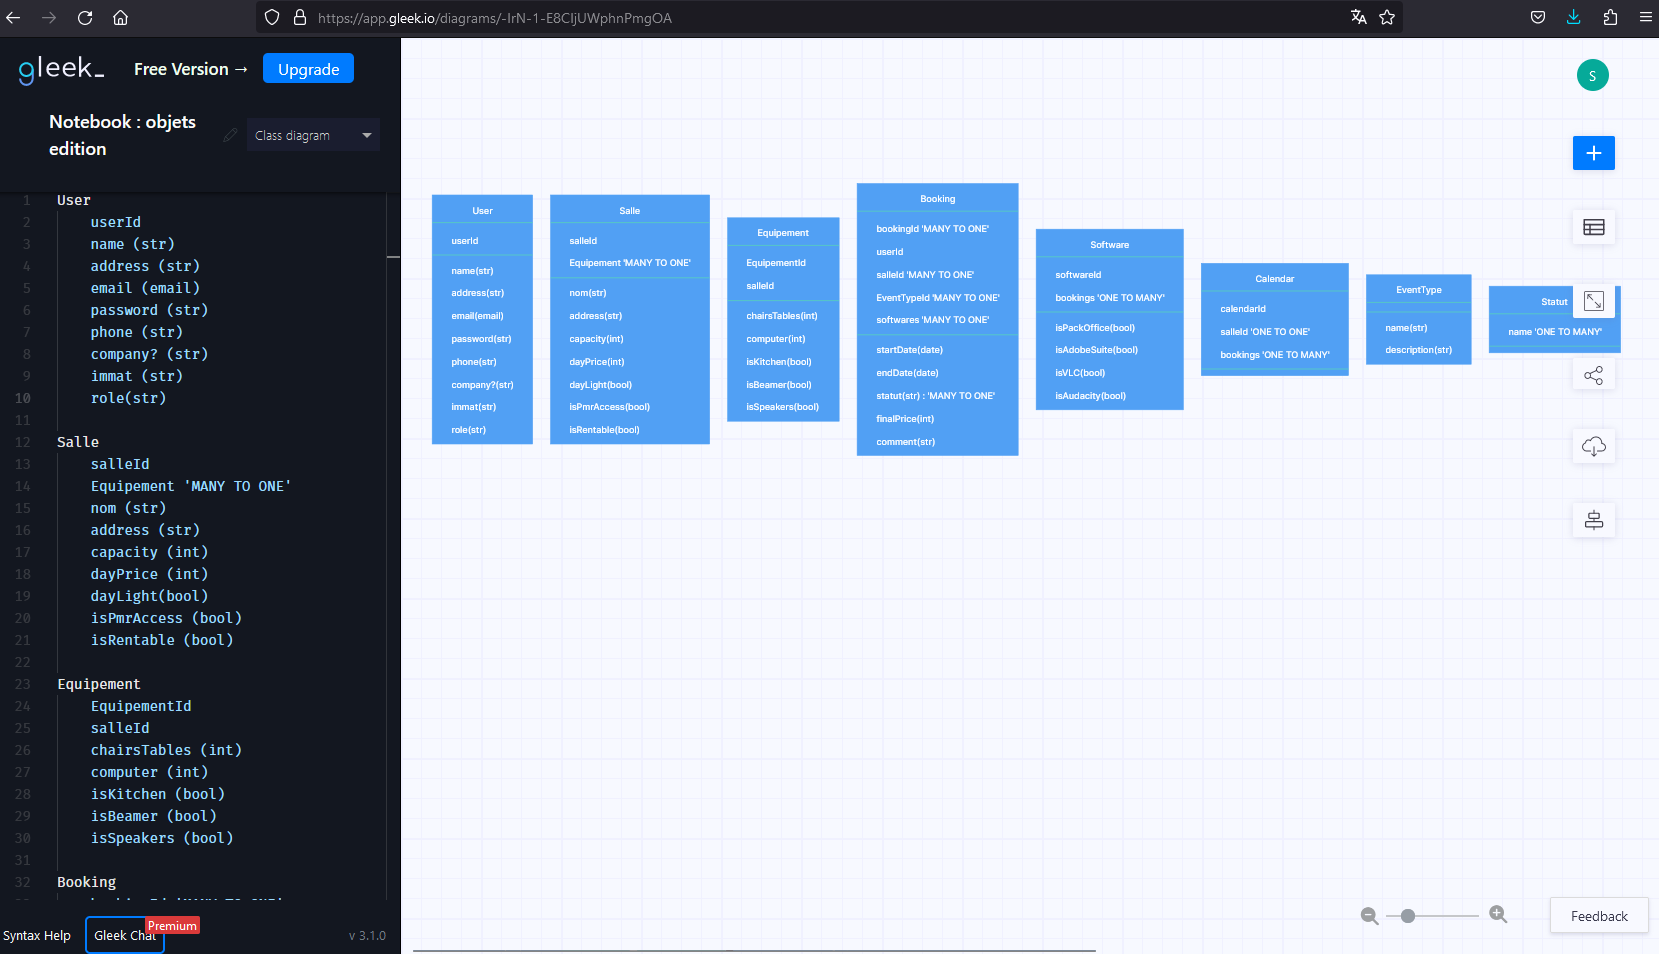 https://app.gleek.io/diagrams/-IrN-1-E8CIjUWphnPmgOA
gleek_
Free Version →
Upgrade
S
Notebook : objets
edition
Class diagram
1 User
2 userId
3 name (str)
4 address (str)
5 email (email)
6 password (str)
7 phone (str)
8 company? (str)
9 immat (str)
10 role(str)
11
12 Salle
13 salleId
14 Equipement 'MANY TO ONE'
15 nom (str)
16 address (str)
17 capacity (int)
18 dayPrice (int)
19 dayLight(bool)
20 isPmrAccess (bool)
21 isRentable (bool)
22
23 Equipement
24 EquipementId
25 salleId
26 chairsTables (int)
27 computer (int)
28 isKitchen (bool)
29 isBeamer (bool)
30 isSpeakers (bool)
31
32 Booking
Syntax Help
Gleek Chat
Premium
v 3.1.0
User
userId
name(str)
address(str)
email(email)
password(str)
phone(str)
company?(str)
immat(str)
role(str)
Salle
salleId
Equipement 'MANY TO ONE'
nom(str)
address(str)
capacity(int)
dayPrice(int)
dayLight(bool)
isPmrAccess(bool)
isRentable(bool)
Equipement
EquipementId
salleId
chairsTables(int)
computer(int)
isKitchen(bool)
isBeamer(bool)
isSpeakers(bool)
Booking
bookingId 'MANY TO ONE'
userId
salleId 'MANY TO ONE'
EventTypeId 'MANY TO ONE'
softwares 'MANY TO ONE'
startDate(date)
endDate(date)
statut(str) : 'MANY TO ONE'
finalPrice(int)
comment(str)
Software
softwareId
bookings 'ONE TO MANY'
isPackOffice(bool)
isAdobeSuite(bool)
isVLC(bool)
isAudacity(bool)
Calendar
calendarId
salleId 'ONE TO ONE'
bookings 'ONE TO MANY'
EventType
name(str)
description(str)
Statut
name 'ONE TO MANY'
Feedback